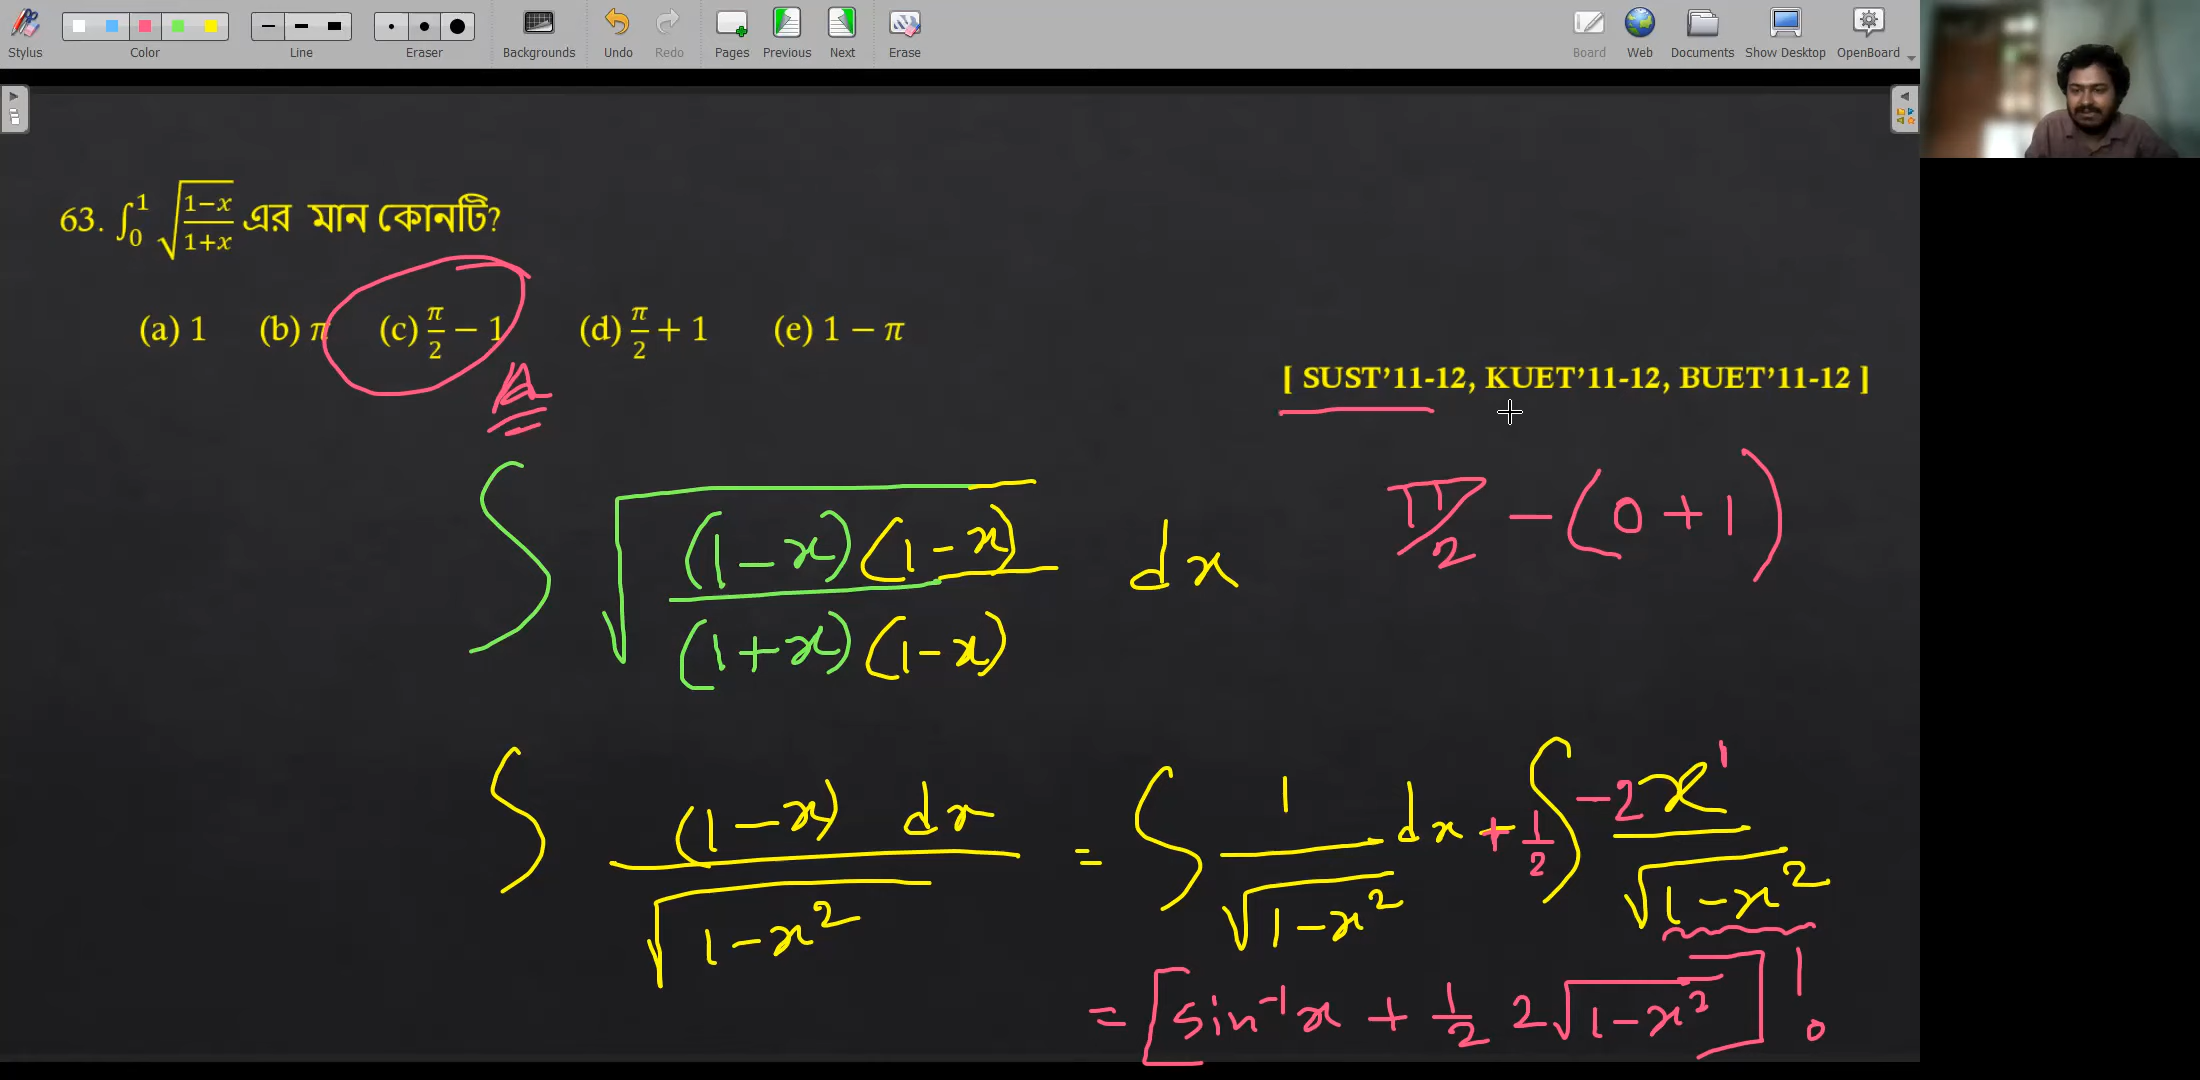 Stylus Color Line Eraser Backgrounds Undo Redo Pages Previous Next Erase Board Web Documents Show Desktop OpenBoard
63. ∫₀¹ √((1−x)/(1+x)) এর মান কোনটি?
(a) 1 (b) π (c) π/2 − 1 (d) π/2 + 1 (e) 1 − π
[ SUST’11-12, KUET’11-12, BUET’11-12 ]
π/2 − (0 + 1)
∫ √((1−x)(1−x)/(1+x)(1−x)) dx
∫ (1−x) dx/√(1−x²) = ∫ 1/√(1−x²) dx + 1/2 ∫ −2x¹/√(1−x²)
= [sin⁻¹x + 1/2 2√(1−x²)]¹₀